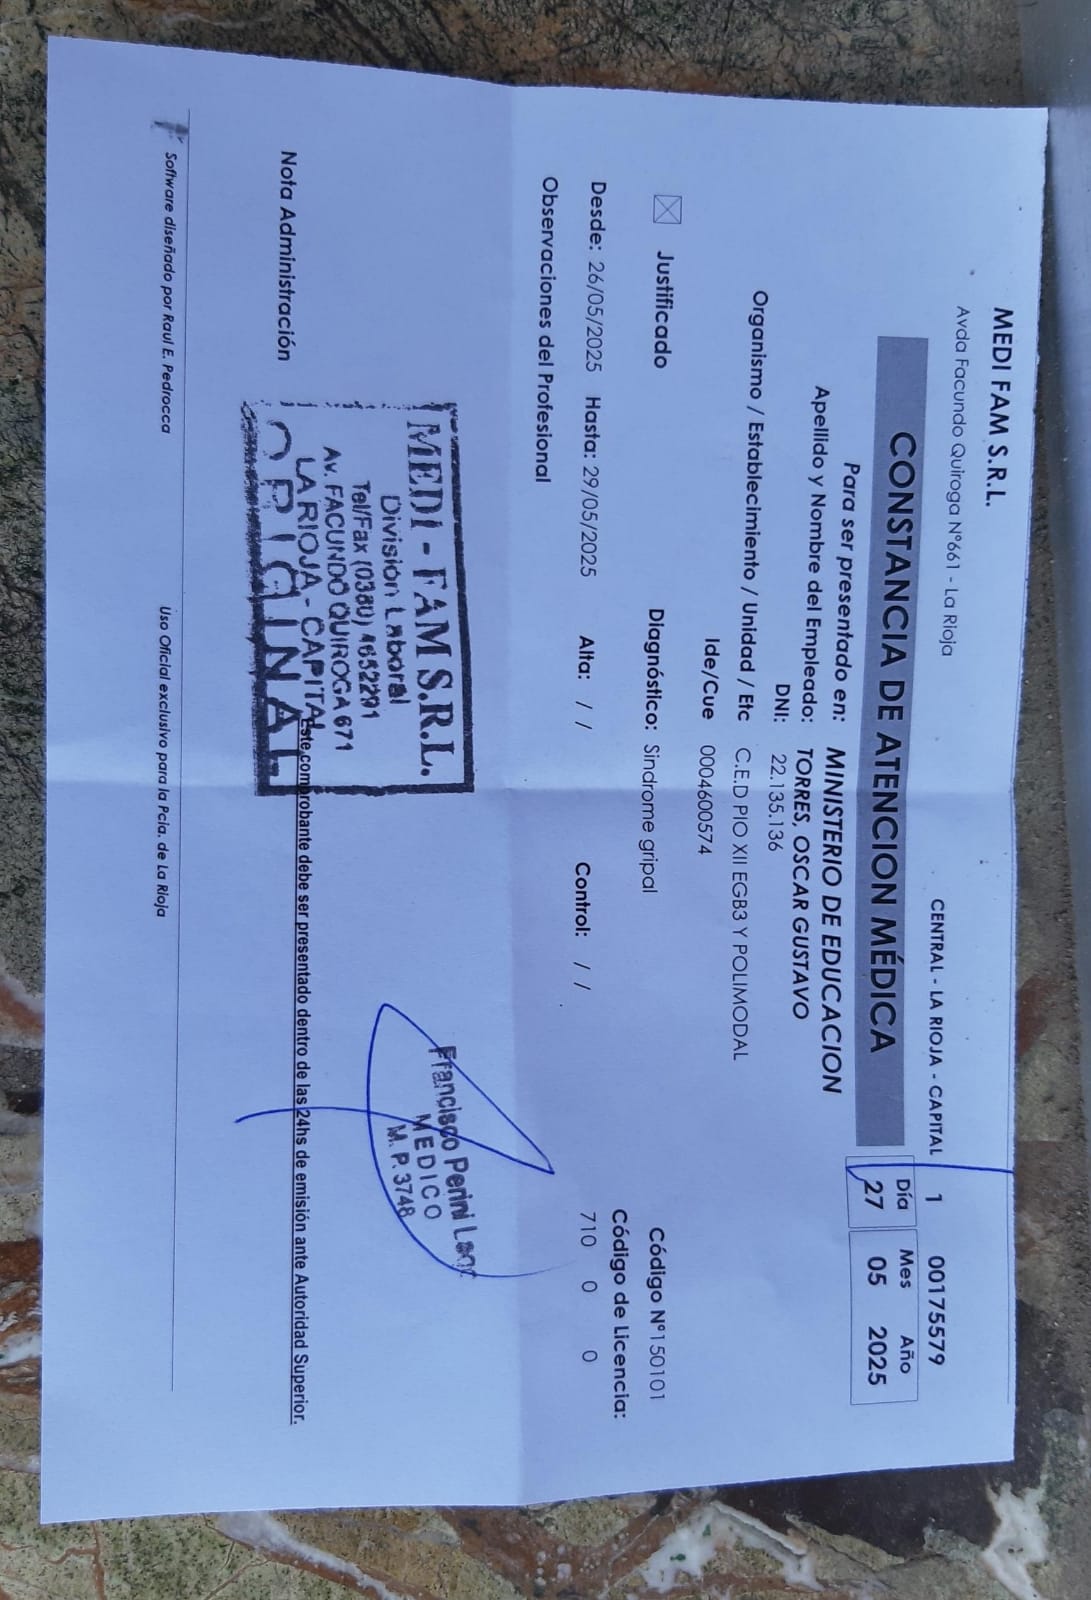 MEDI FAM S.R.L.
Avda Facundo Quiroga N°661 - La Rioja
CENTRAL - LA RIOJA - CAPITAL 1 00175579
CONSTANCIA DE ATENCION MÉDICA
Día Mes Año
27 05 2025
Para ser presentado en: MINISTERIO DE EDUCACION
Apellido y Nombre del Empleado: TORRES, OSCAR GUSTAVO
DNI: 22.135.136
Organismo / Establecimiento / Unidad / Etc C.E.D PIO XII EGB3 Y POLIMODAL
Ide/Cue 0004600574
Justificado
Diagnóstico: Sindrome gripal
Código N°150101
Código de Licencia:
Desde: 26/05/2025 Hasta: 29/05/2025 Alta: / / Control: / / 710 0 0
Observaciones del Profesional
MEDI - FAM S.R.L.
División Laboral
Tel/Fax (0380) 4652291
Av. FACUNDO QUIROGA 671
LA RIOJA - CAPITAL
ORIGINAL
Francisco Perini
MEDICO
M. P. 3748
Nota Administración
Este comprobante debe ser presentado dentro de las 24hs de emisión ante Autoridad Superior.
Software diseñado por Raul E. Pedrocca
Uso Oficial exclusivo para la Pcia. de La Rioja